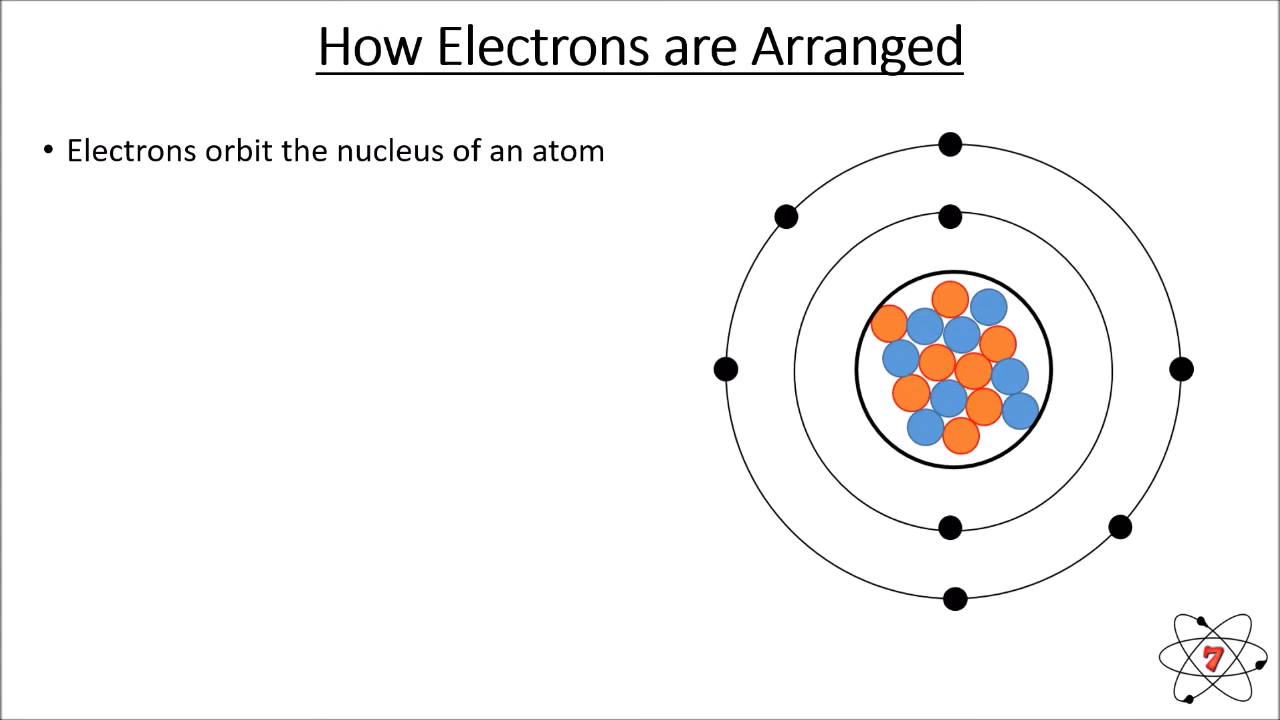 How Electrons are Arranged
• Electrons orbit the nucleus of an atom
7